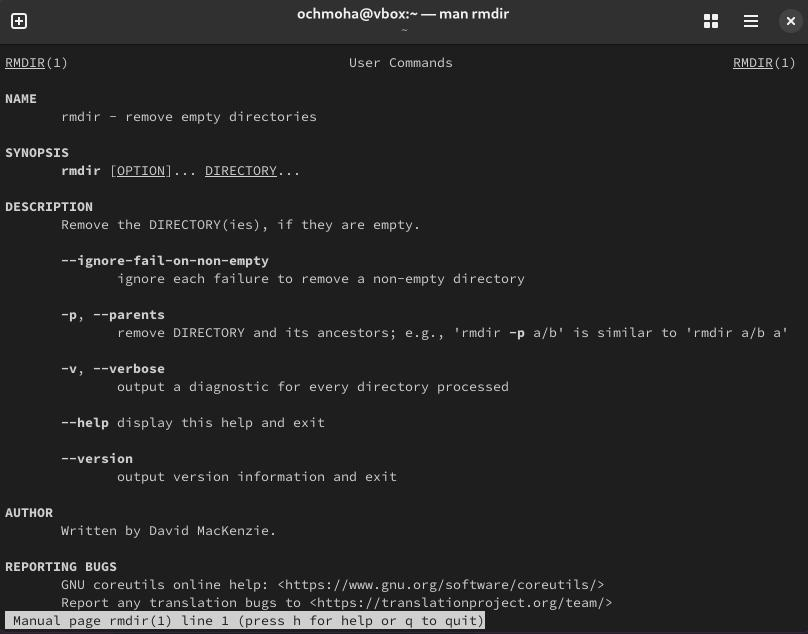 ochmoha@vbox:~ — man rmdir
~
RMDIR(1) User Commands RMDIR(1)
NAME
rmdir - remove empty directories
SYNOPSIS
rmdir [OPTION]... DIRECTORY...
DESCRIPTION
Remove the DIRECTORY(ies), if they are empty.
--ignore-fail-on-non-empty
ignore each failure to remove a non-empty directory
-p, --parents
remove DIRECTORY and its ancestors; e.g., 'rmdir -p a/b' is similar to 'rmdir a/b a'
-v, --verbose
output a diagnostic for every directory processed
--help display this help and exit
--version
output version information and exit
AUTHOR
Written by David MacKenzie.
REPORTING BUGS
GNU coreutils online help: <https://www.gnu.org/software/coreutils/>
Report any translation bugs to <https://translationproject.org/team/>
Manual page rmdir(1) line 1 (press h for help or q to quit)